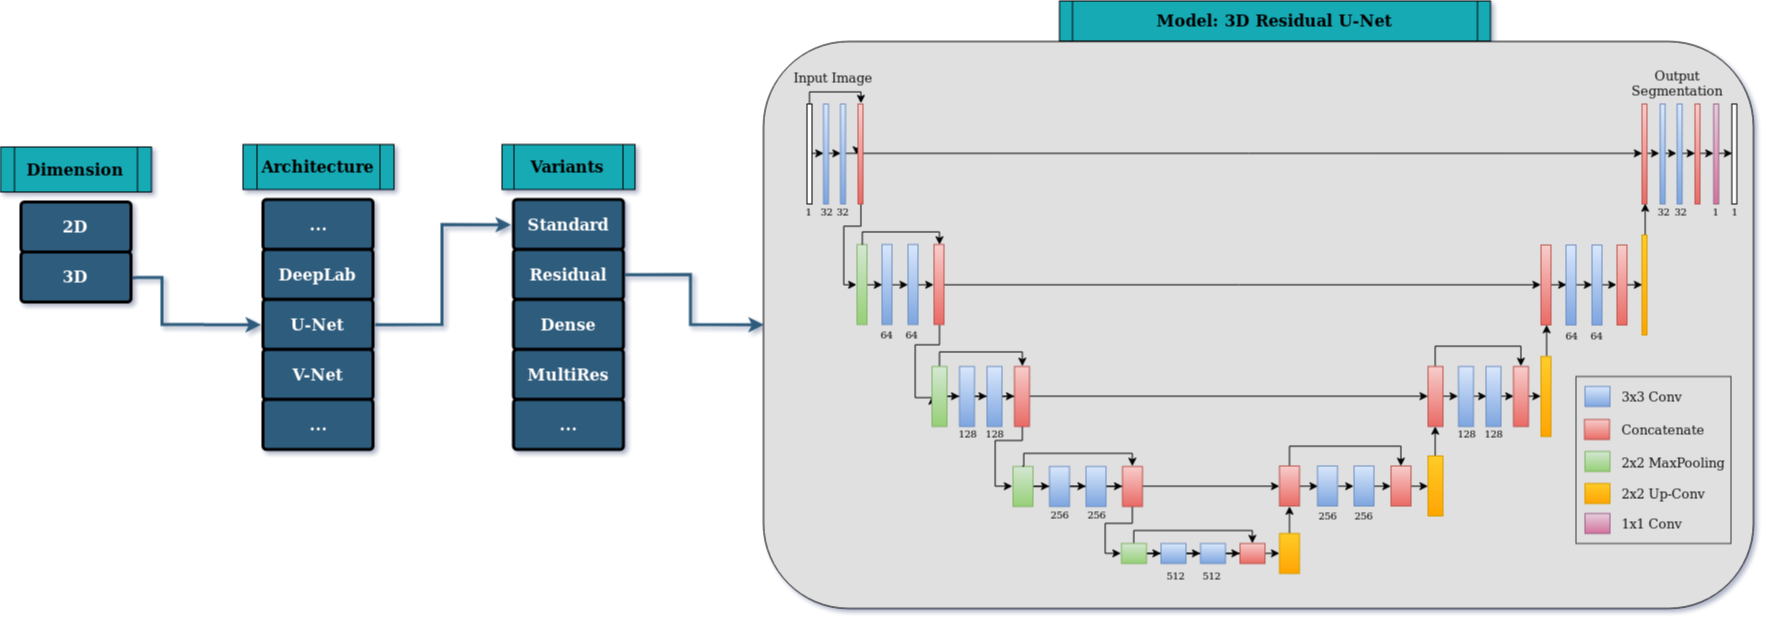 Dimension
2D
3D
Architecture
...
DeepLab
U-Net
V-Net
...
Variants
Standard
Residual
Dense
MultiRes
...
Model: 3D Residual U-Net
Input Image
Output
Segmentation
1 32 32
32 32 1 1
64 64
64 64
128 128
128 128
256 256
256 256
512 512
3x3 Conv
Concatenate
2x2 MaxPooling
2x2 Up-Conv
1x1 Conv